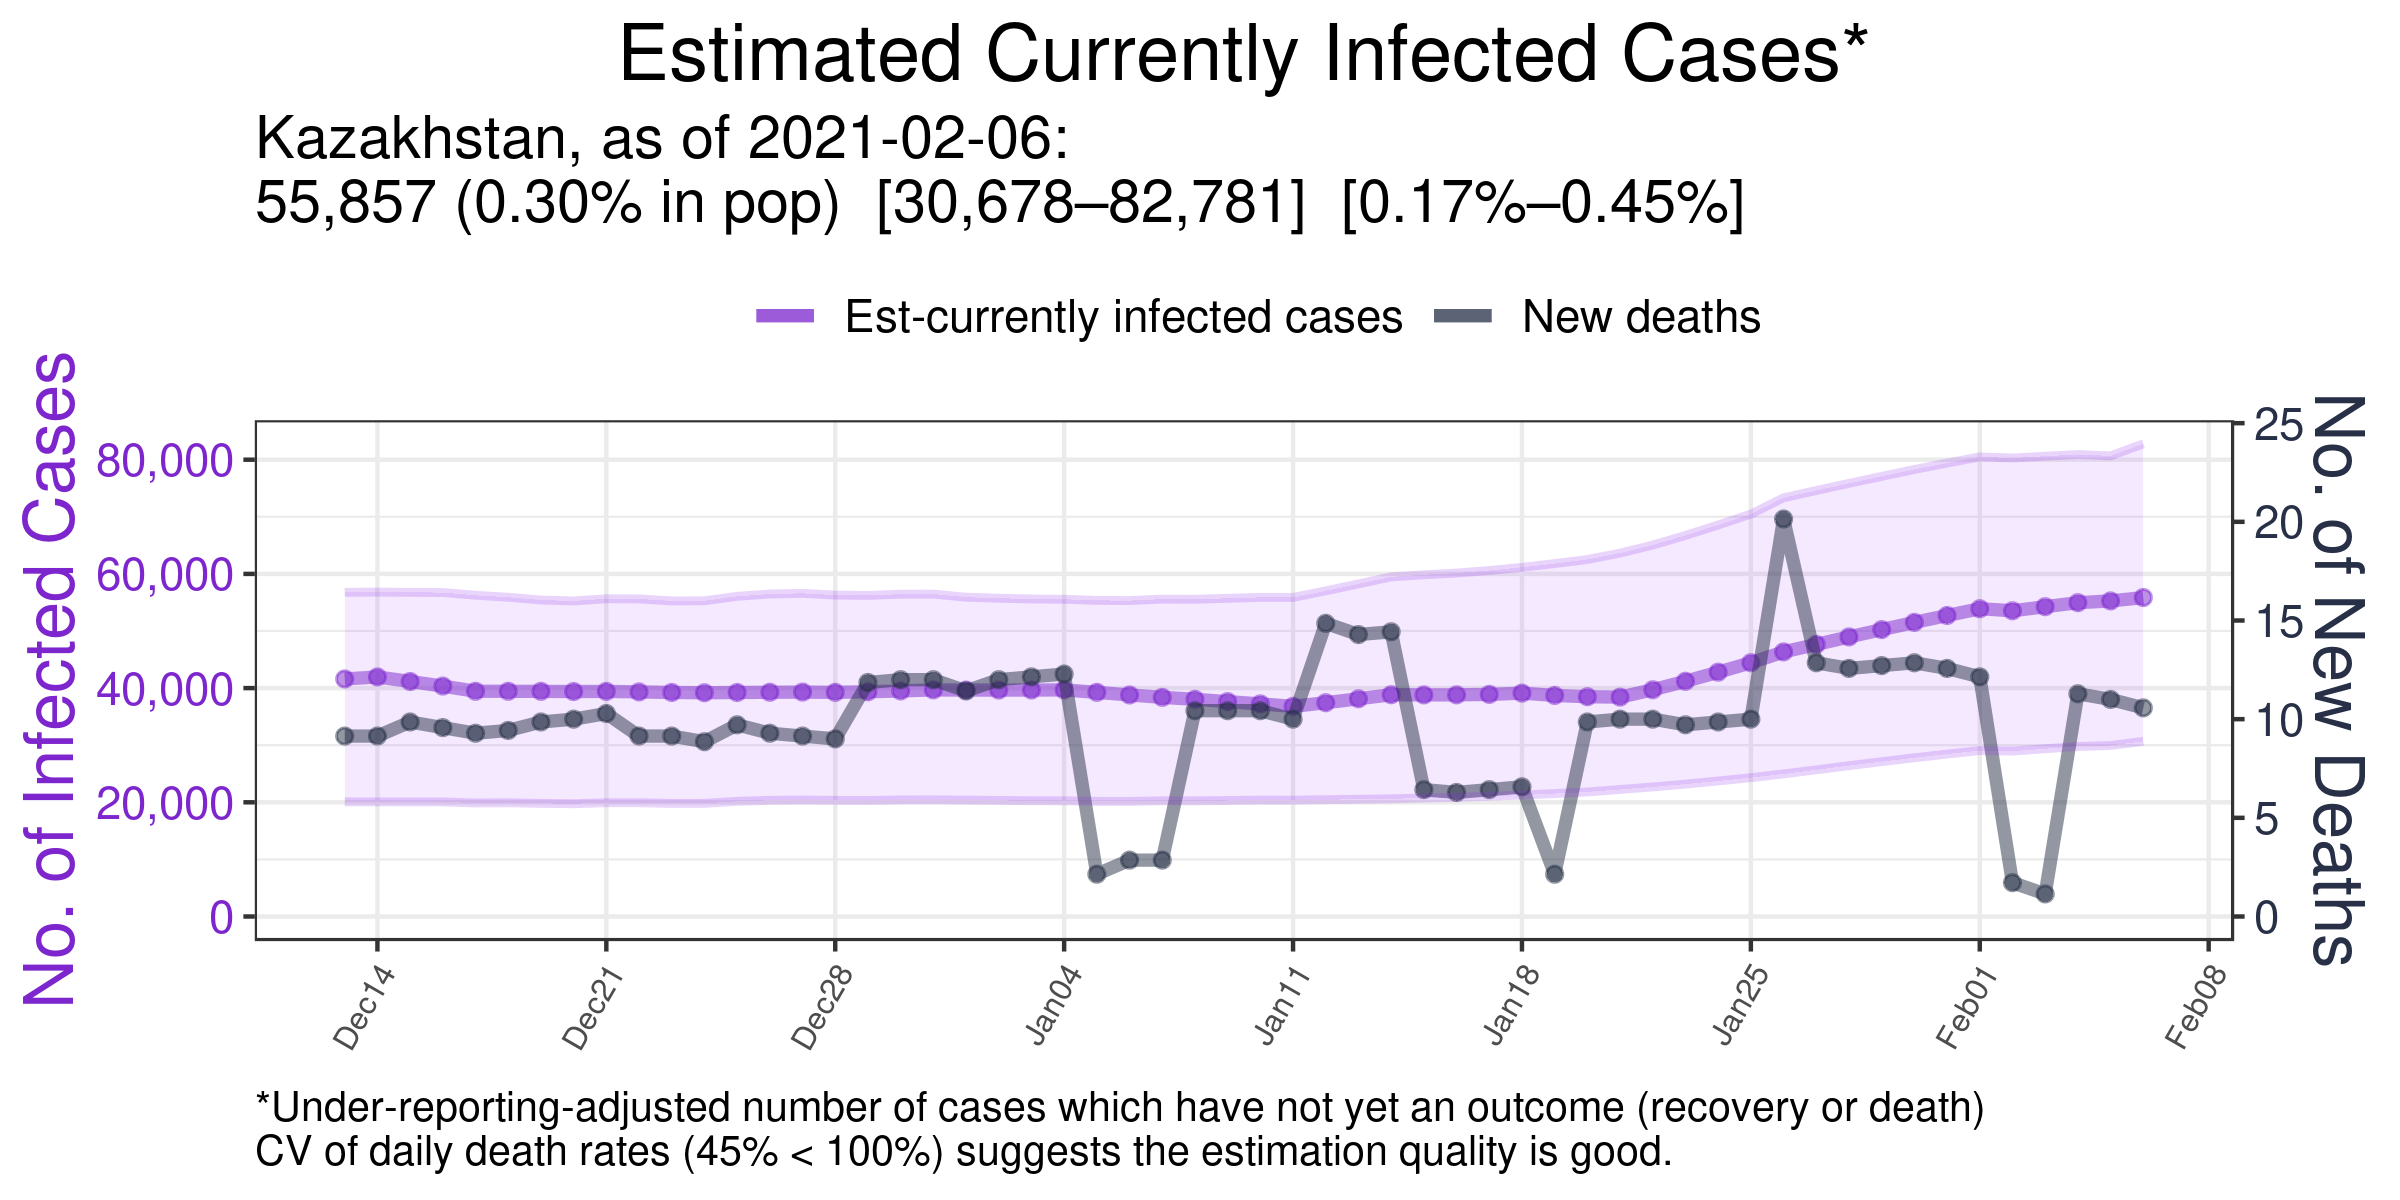 Estimated Currently Infected Cases*
Kazakhstan, as of 2021-02-06:
55,857 (0.30% in pop)  [30,678–82,781]  [0.17%–0.45%]
Est-currently infected cases
New deaths
No. of Infected Cases
80,000
60,000
40,000
20,000
0
25
20
15
10
5
0
No. of New Deaths
Dec14
Dec21
Dec28
Jan04
Jan11
Jan18
Jan25
Feb01
Feb08
*Under-reporting-adjusted number of cases which have not yet an outcome (recovery or death)
CV of daily death rates (45% < 100%) suggests the estimation quality is good.